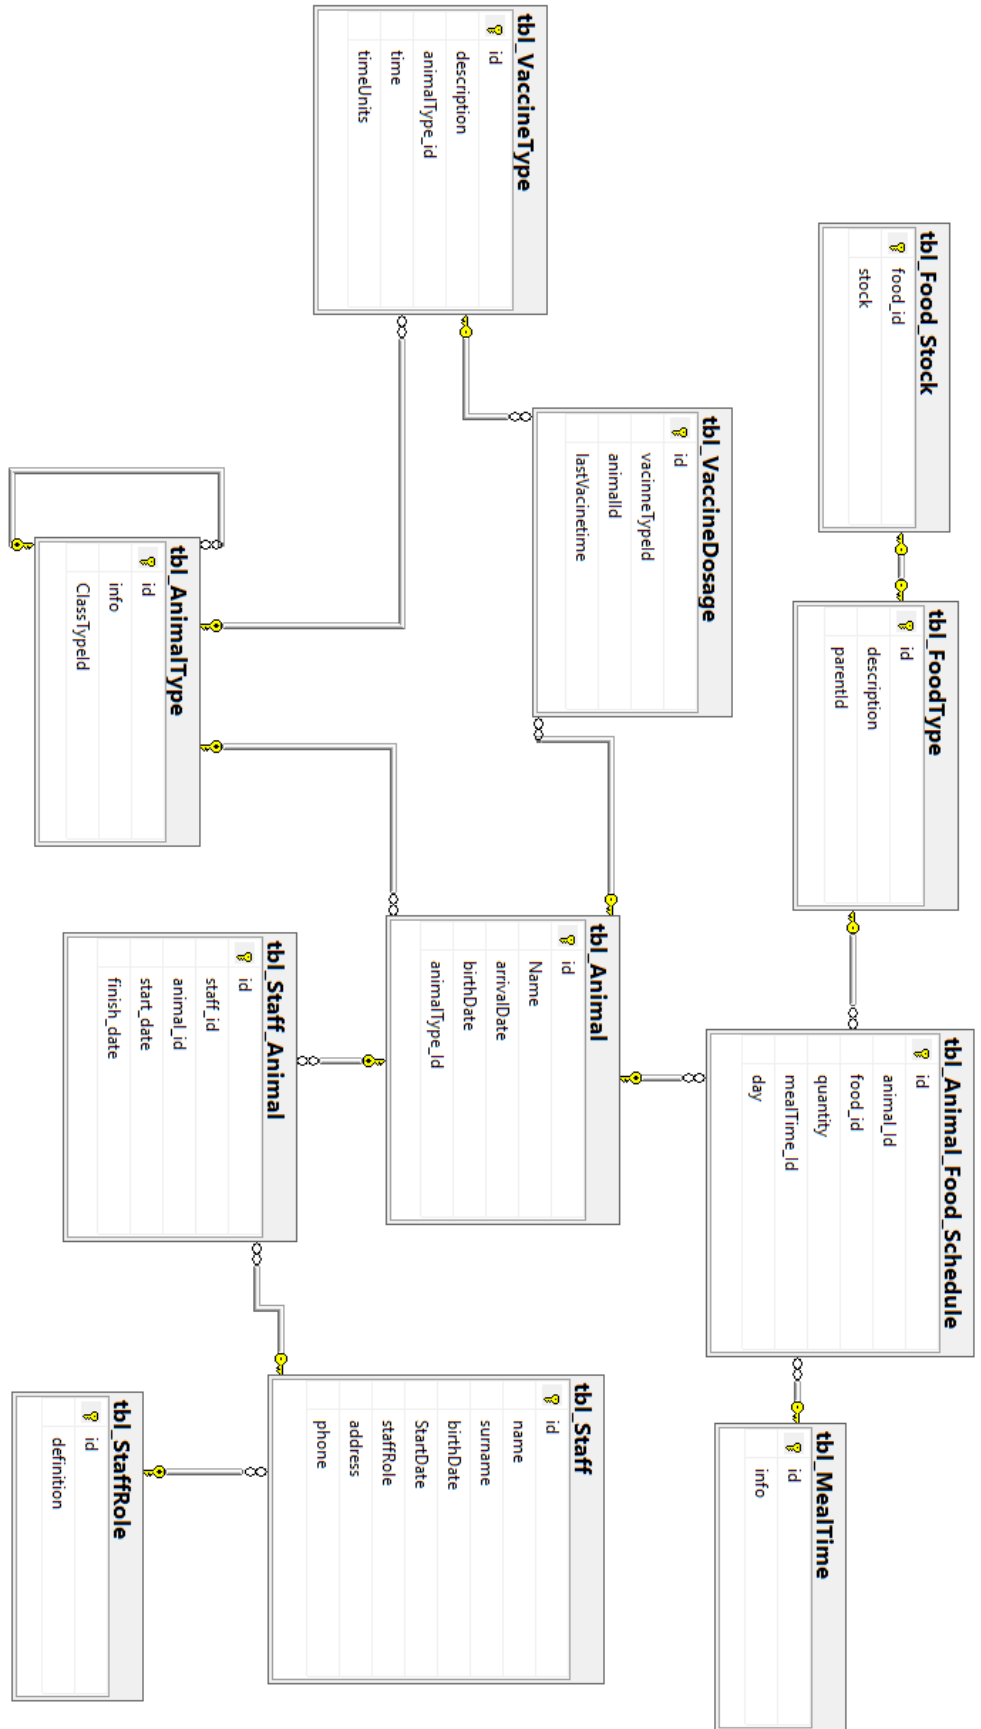 tbl_Food_Stock
food_id
stock
tbl_FoodType
id
description
parentId
tbl_Animal_Food_Schedule
id
animal_Id
food_id
quantity
mealTime_Id
day
tbl_MealTime
id
info
tbl_VaccineType
id
description
animalType_id
time
timeUnits
tbl_VaccineDosage
id
vacinneTypeId
animalId
lastVacinetime
tbl_Animal
id
Name
arrivalDate
birthDate
animalType_Id
tbl_Staff
id
name
surname
birthDate
StartDate
staffRole
address
phone
tbl_AnimalType
id
info
ClassTypeId
tbl_Staff_Animal
id
staff_id
animal_id
start_date
finish_date
tbl_StaffRole
id
definition